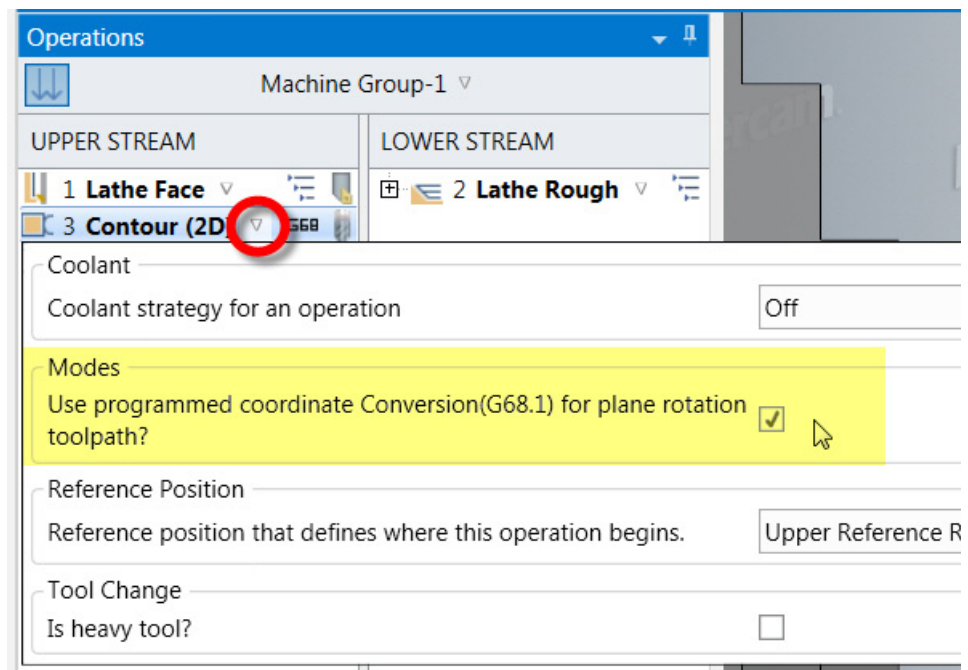 Operations
Machine Group-1
UPPER STREAM
LOWER STREAM
1 Lathe Face
2 Lathe Rough
3 Contour (2D)
G68
Coolant
Coolant strategy for an operation
Off
Modes
Use programmed coordinate Conversion(G68.1) for plane rotation
toolpath?
Reference Position
Reference position that defines where this operation begins.
Upper Reference R
Tool Change
Is heavy tool?